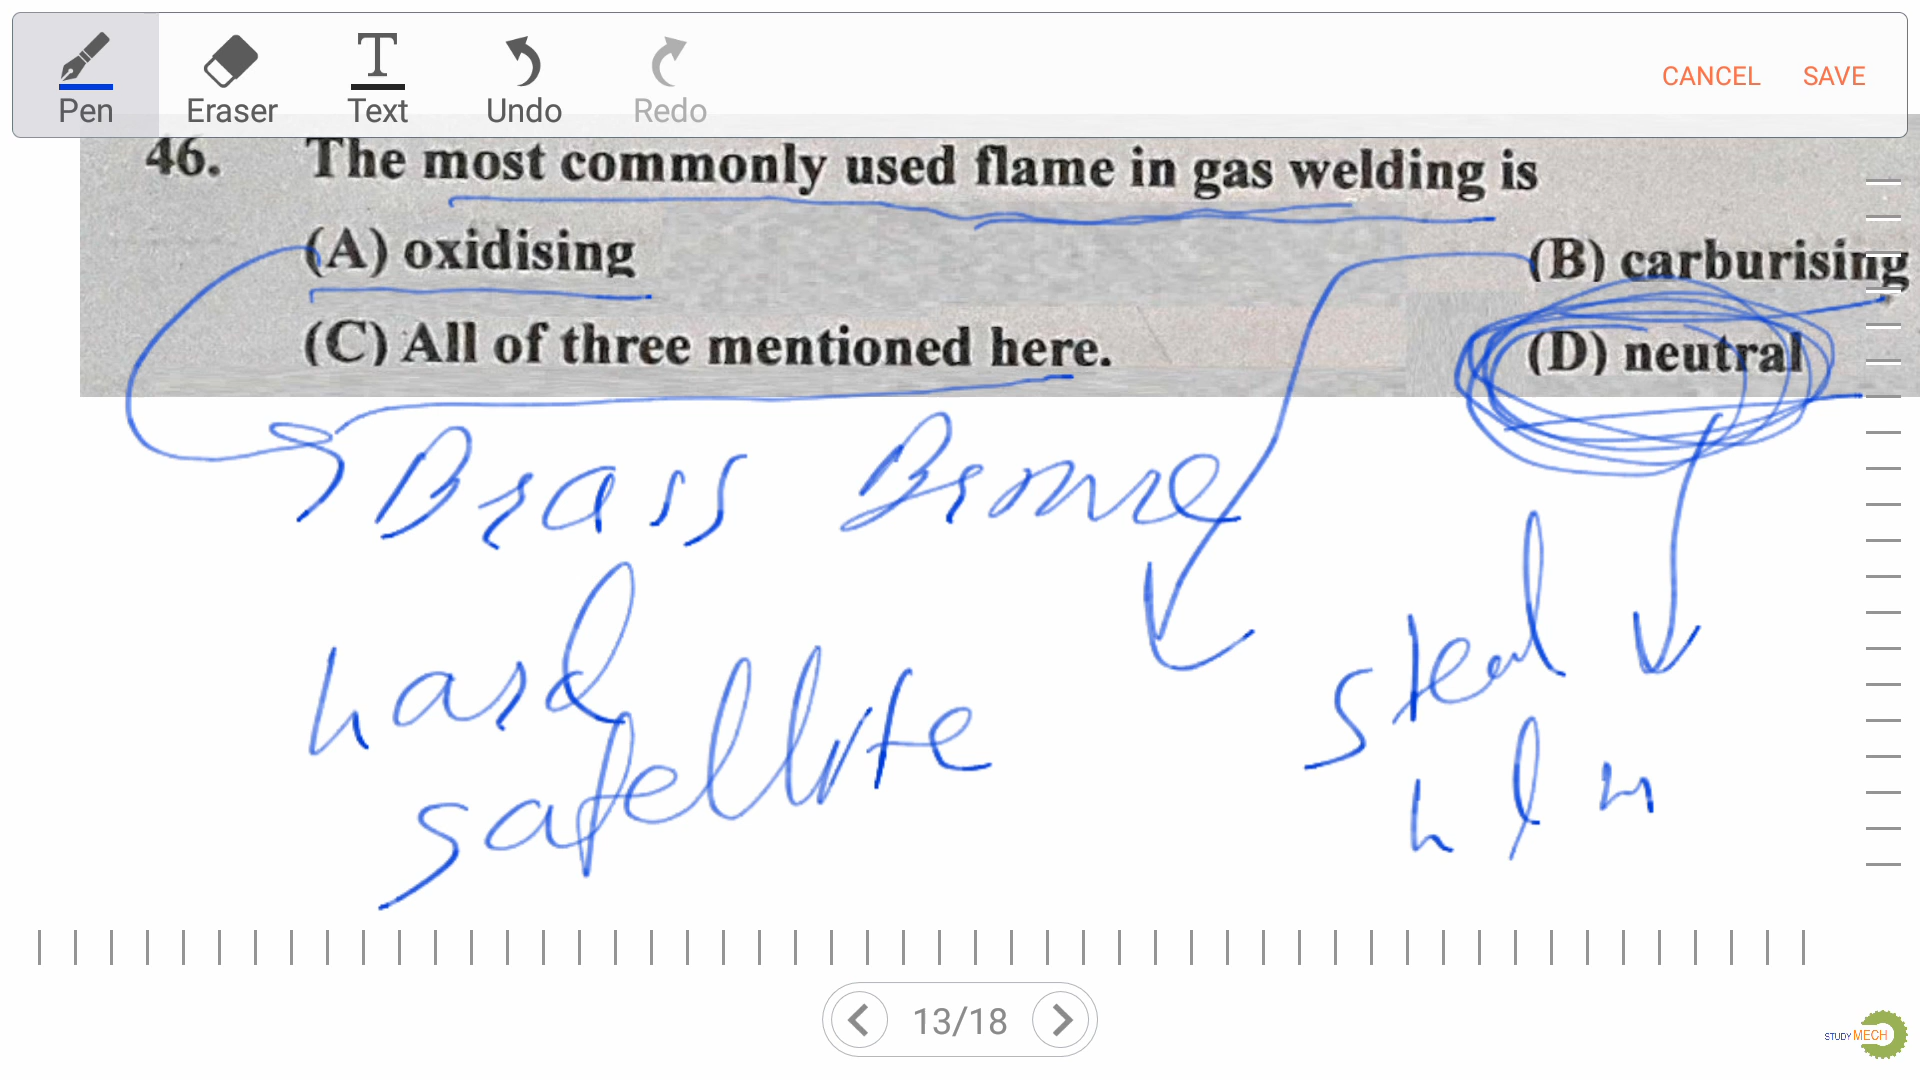 Pen Eraser Text Undo Redo CANCEL SAVE
46. The most commonly used flame in gas welding is
(A) oxidising (B) carburising
(C) All of three mentioned here. (D) neutral
Brass
hard steel
satellite
13/18
STUDY MECH